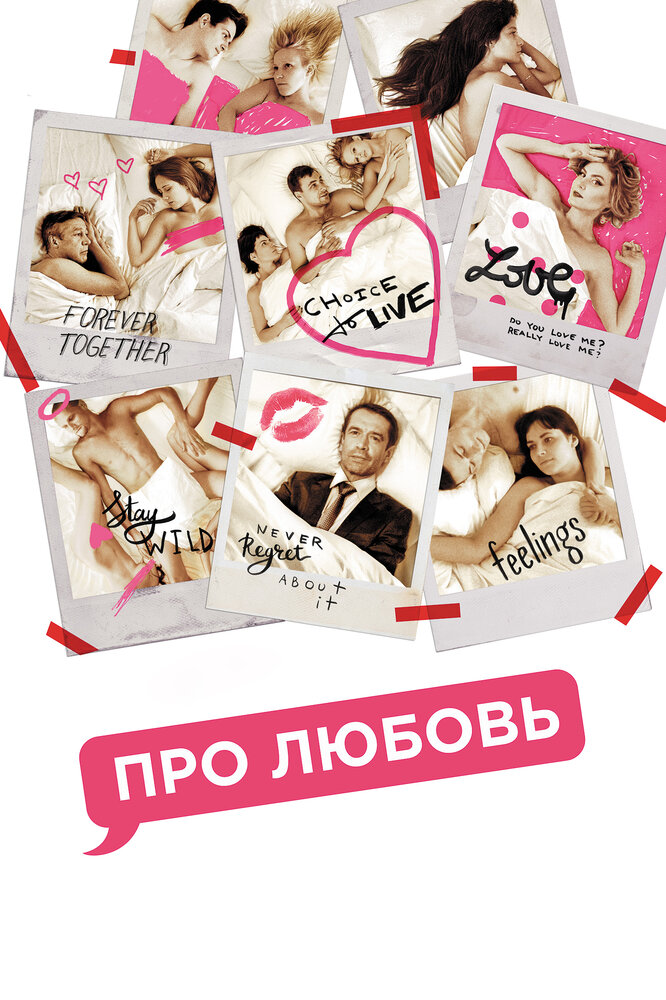 FOREVER
TOGETHER
CHOICE
to LIVE
Love
DO YOU LOVE ME?
REALLY LOVE ME?
Stay
WILD
NEVER
Regret
ABOUt
it
feelings
ПРО ЛЮБОВЬ